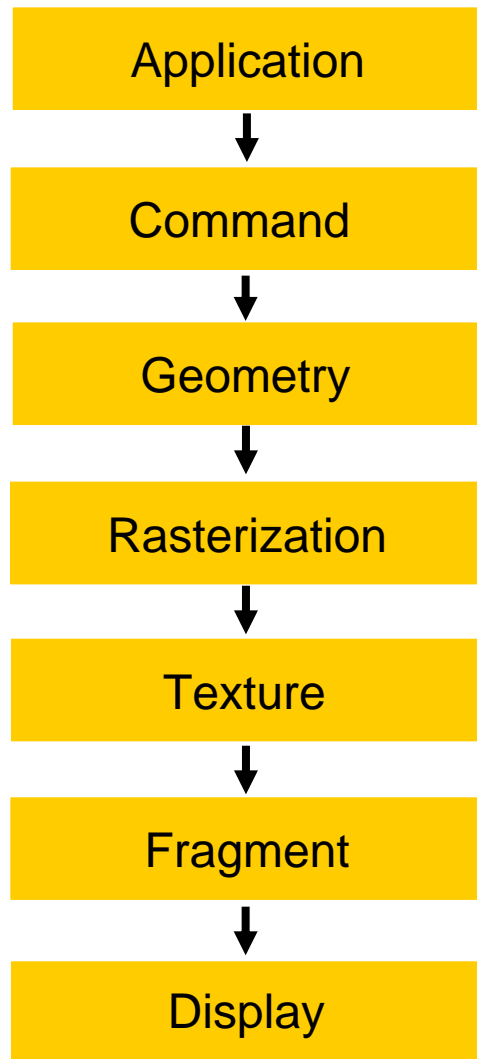 Application
Command
Geometry
Rasterization
Texture
Fragment
Display